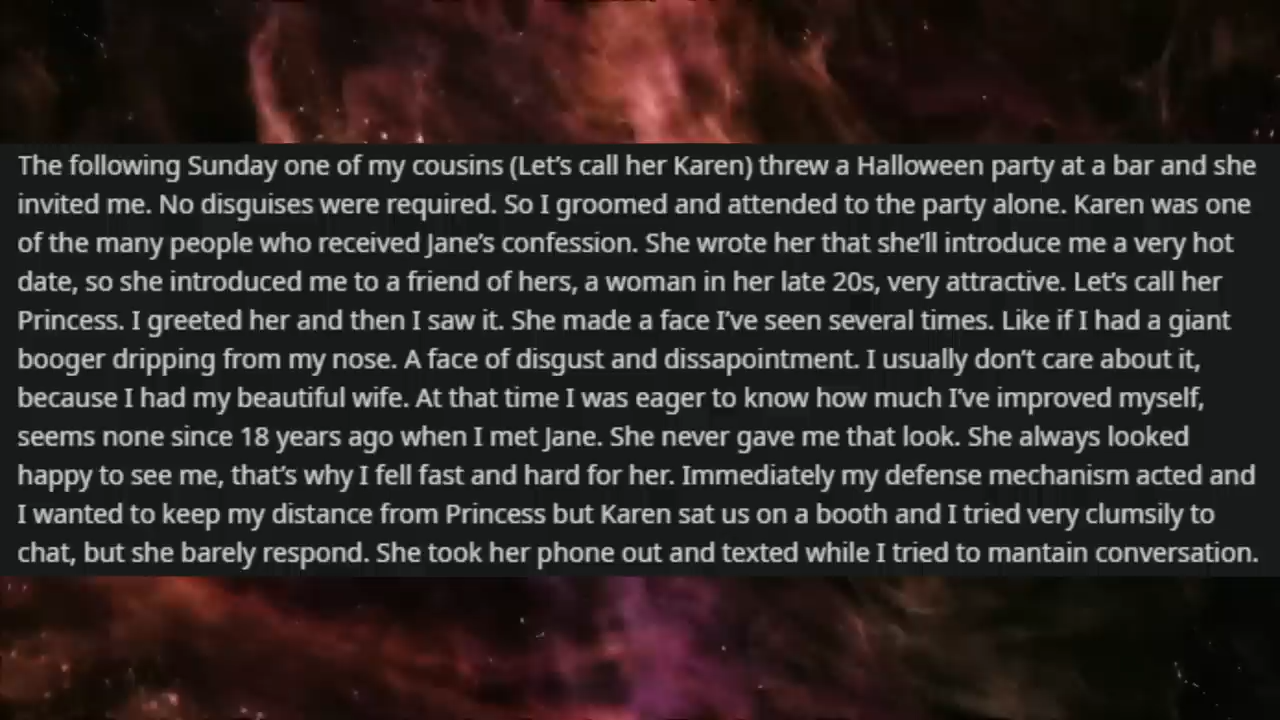 The following Sunday one of my cousins (Let's call her Karen) threw a Halloween party at a bar and she
invited me. No disguises were required. So I groomed and attended to the party alone. Karen was one
of the many people who received Jane's confession. She wrote her that she'll introduce me a very hot
date, so she introduced me to a friend of hers, a woman in her late 20s, very attractive. Let's call her
Princess. I greeted her and then I saw it. She made a face I've seen several times. Like if I had a giant
booger dripping from my nose. A face of disgust and dissapointment. I usually don't care about it,
because I had my beautiful wife. At that time I was eager to know how much I've improved myself,
seems none since 18 years ago when I met Jane. She never gave me that look. She always looked
happy to see me, that's why I fell fast and hard for her. Immediately my defense mechanism acted and
I wanted to keep my distance from Princess but Karen sat us on a booth and I tried very clumsily to
chat, but she barely respond. She took her phone out and texted while I tried to mantain conversation.